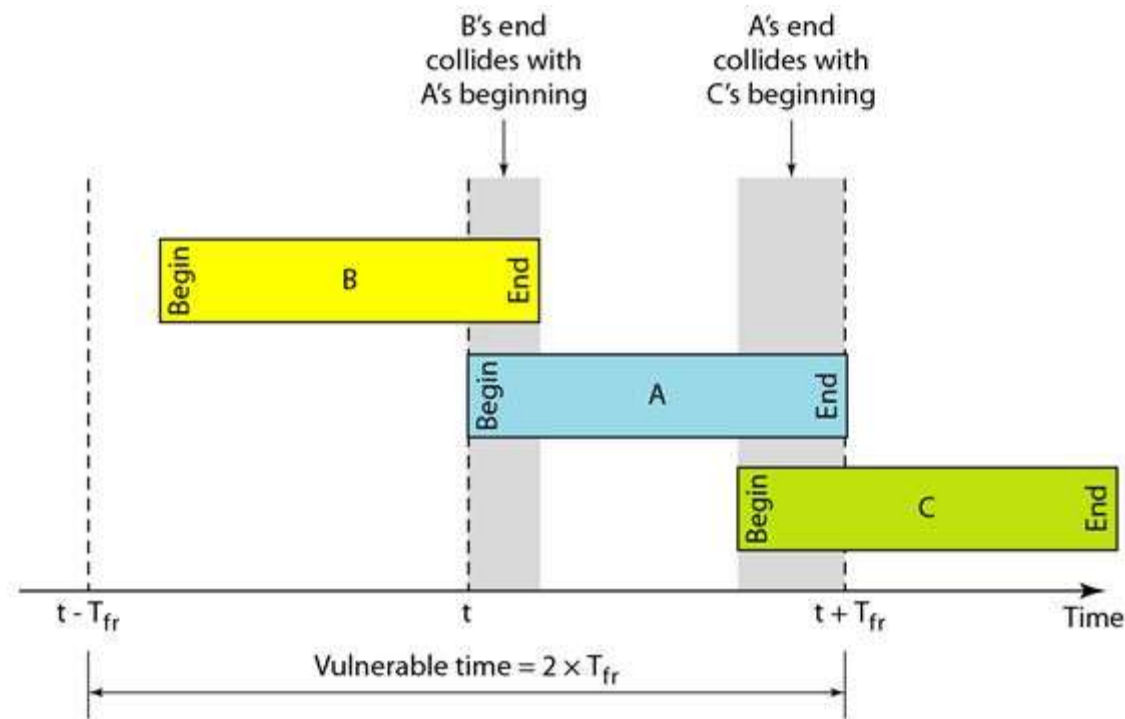 B's end
collides with
A's beginning
A's end
collides with
C's beginning
Begin
B
End
Begin
A
End
Begin
C
End
t - Tfr
t
t + Tfr
Time
Vulnerable time = 2 × Tfr